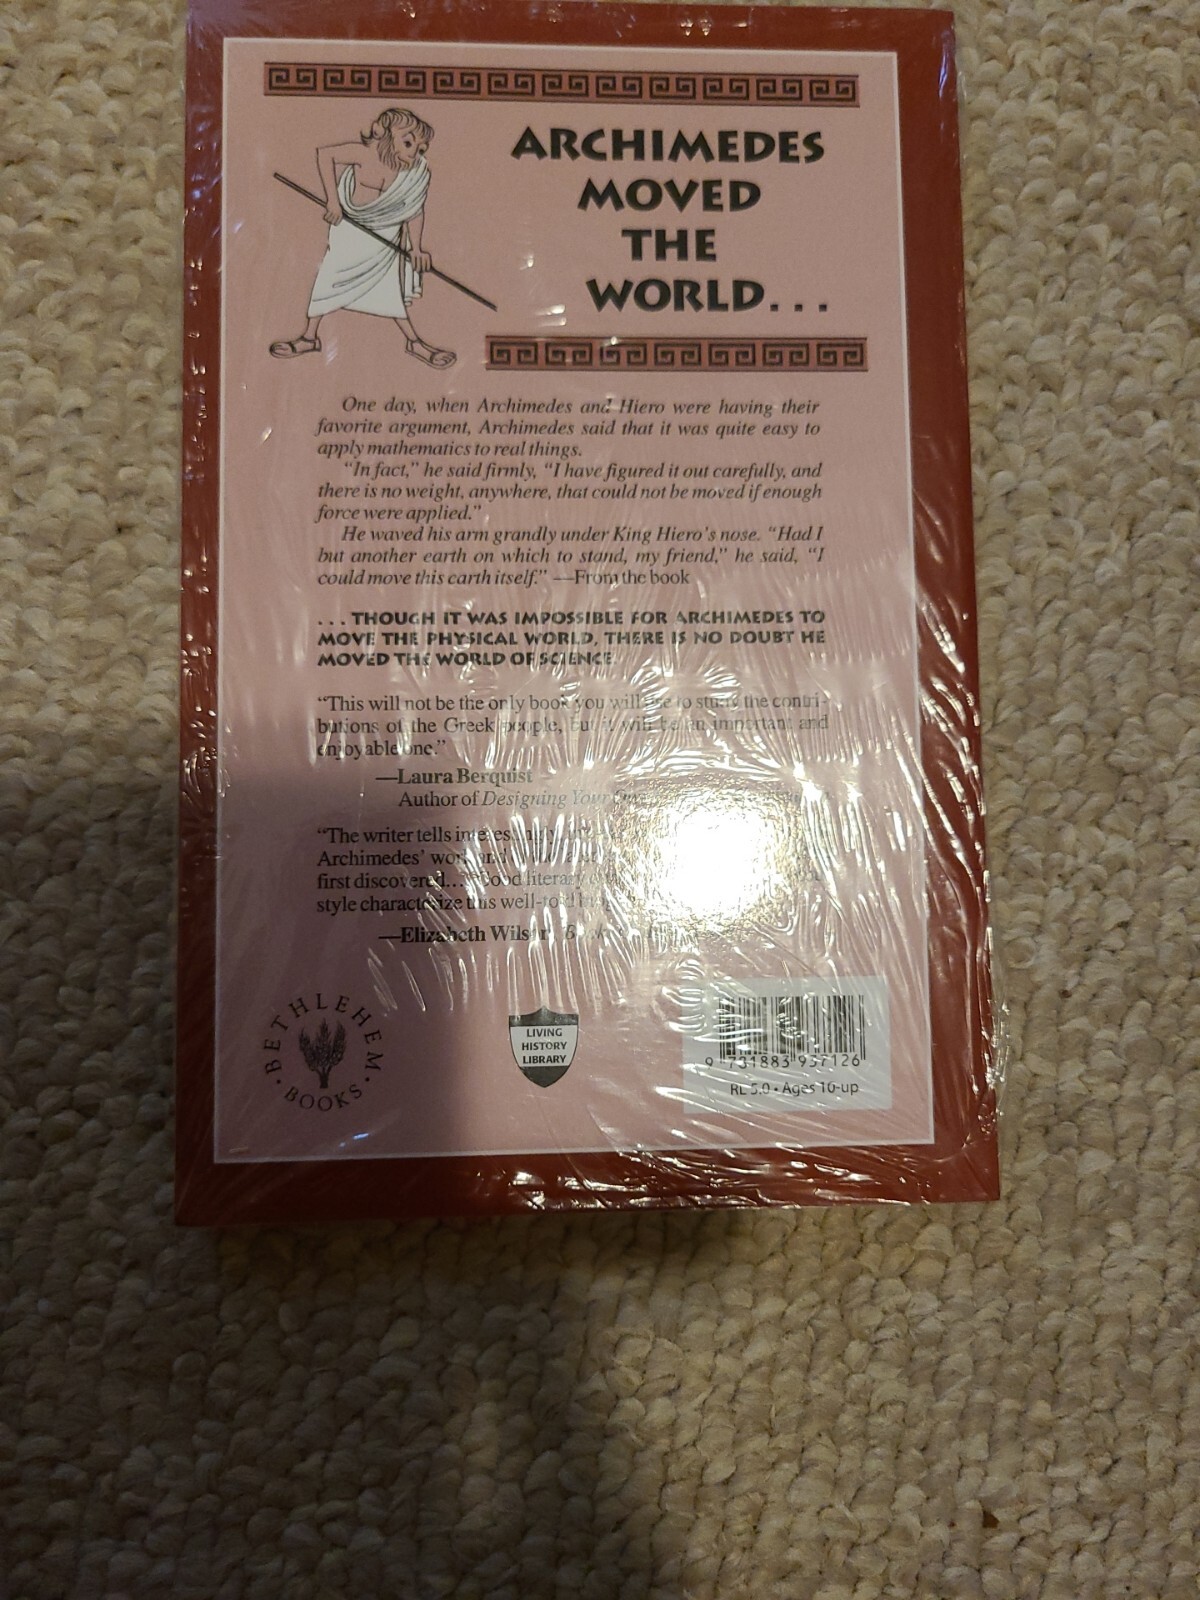 ARCHIMEDES
MOVED
THE
WORLD...
One day, when Archimedes and Hiero were having their
favorite argument, Archimedes said that it was quite easy to
apply mathematics to real things.
“In fact,” he said firmly, “I have figured it out carefully, and
there is no weight, anywhere, that could not be moved if enough
force were applied.”
He waved his arm grandly under King Hiero’s nose. “Had I
but another earth on which to stand, my friend,” he said, “I
could move this earth itself.” —From the book
...THOUGH IT WAS IMPOSSIBLE FOR ARCHIMEDES TO
MOVE THE PHYSICAL WORLD, THERE IS NO DOUBT HE
MOVED THE WORLD OF SCIENCE.
“This will not be the only book you will use to study the contri-
butions of the Greek people, but it will be an important and
enjoyable one.”
—Laura Berquist
Author of Designing Your Own
“The writer tells
Archimedes’ work and
first discovered... Good literary
style characterize this well-told
—Elizabeth Wilson
BETHLEHEM
BOOKS
LIVING
HISTORY
LIBRARY
9 781883 937126
RL 5.0 • Ages 10-up